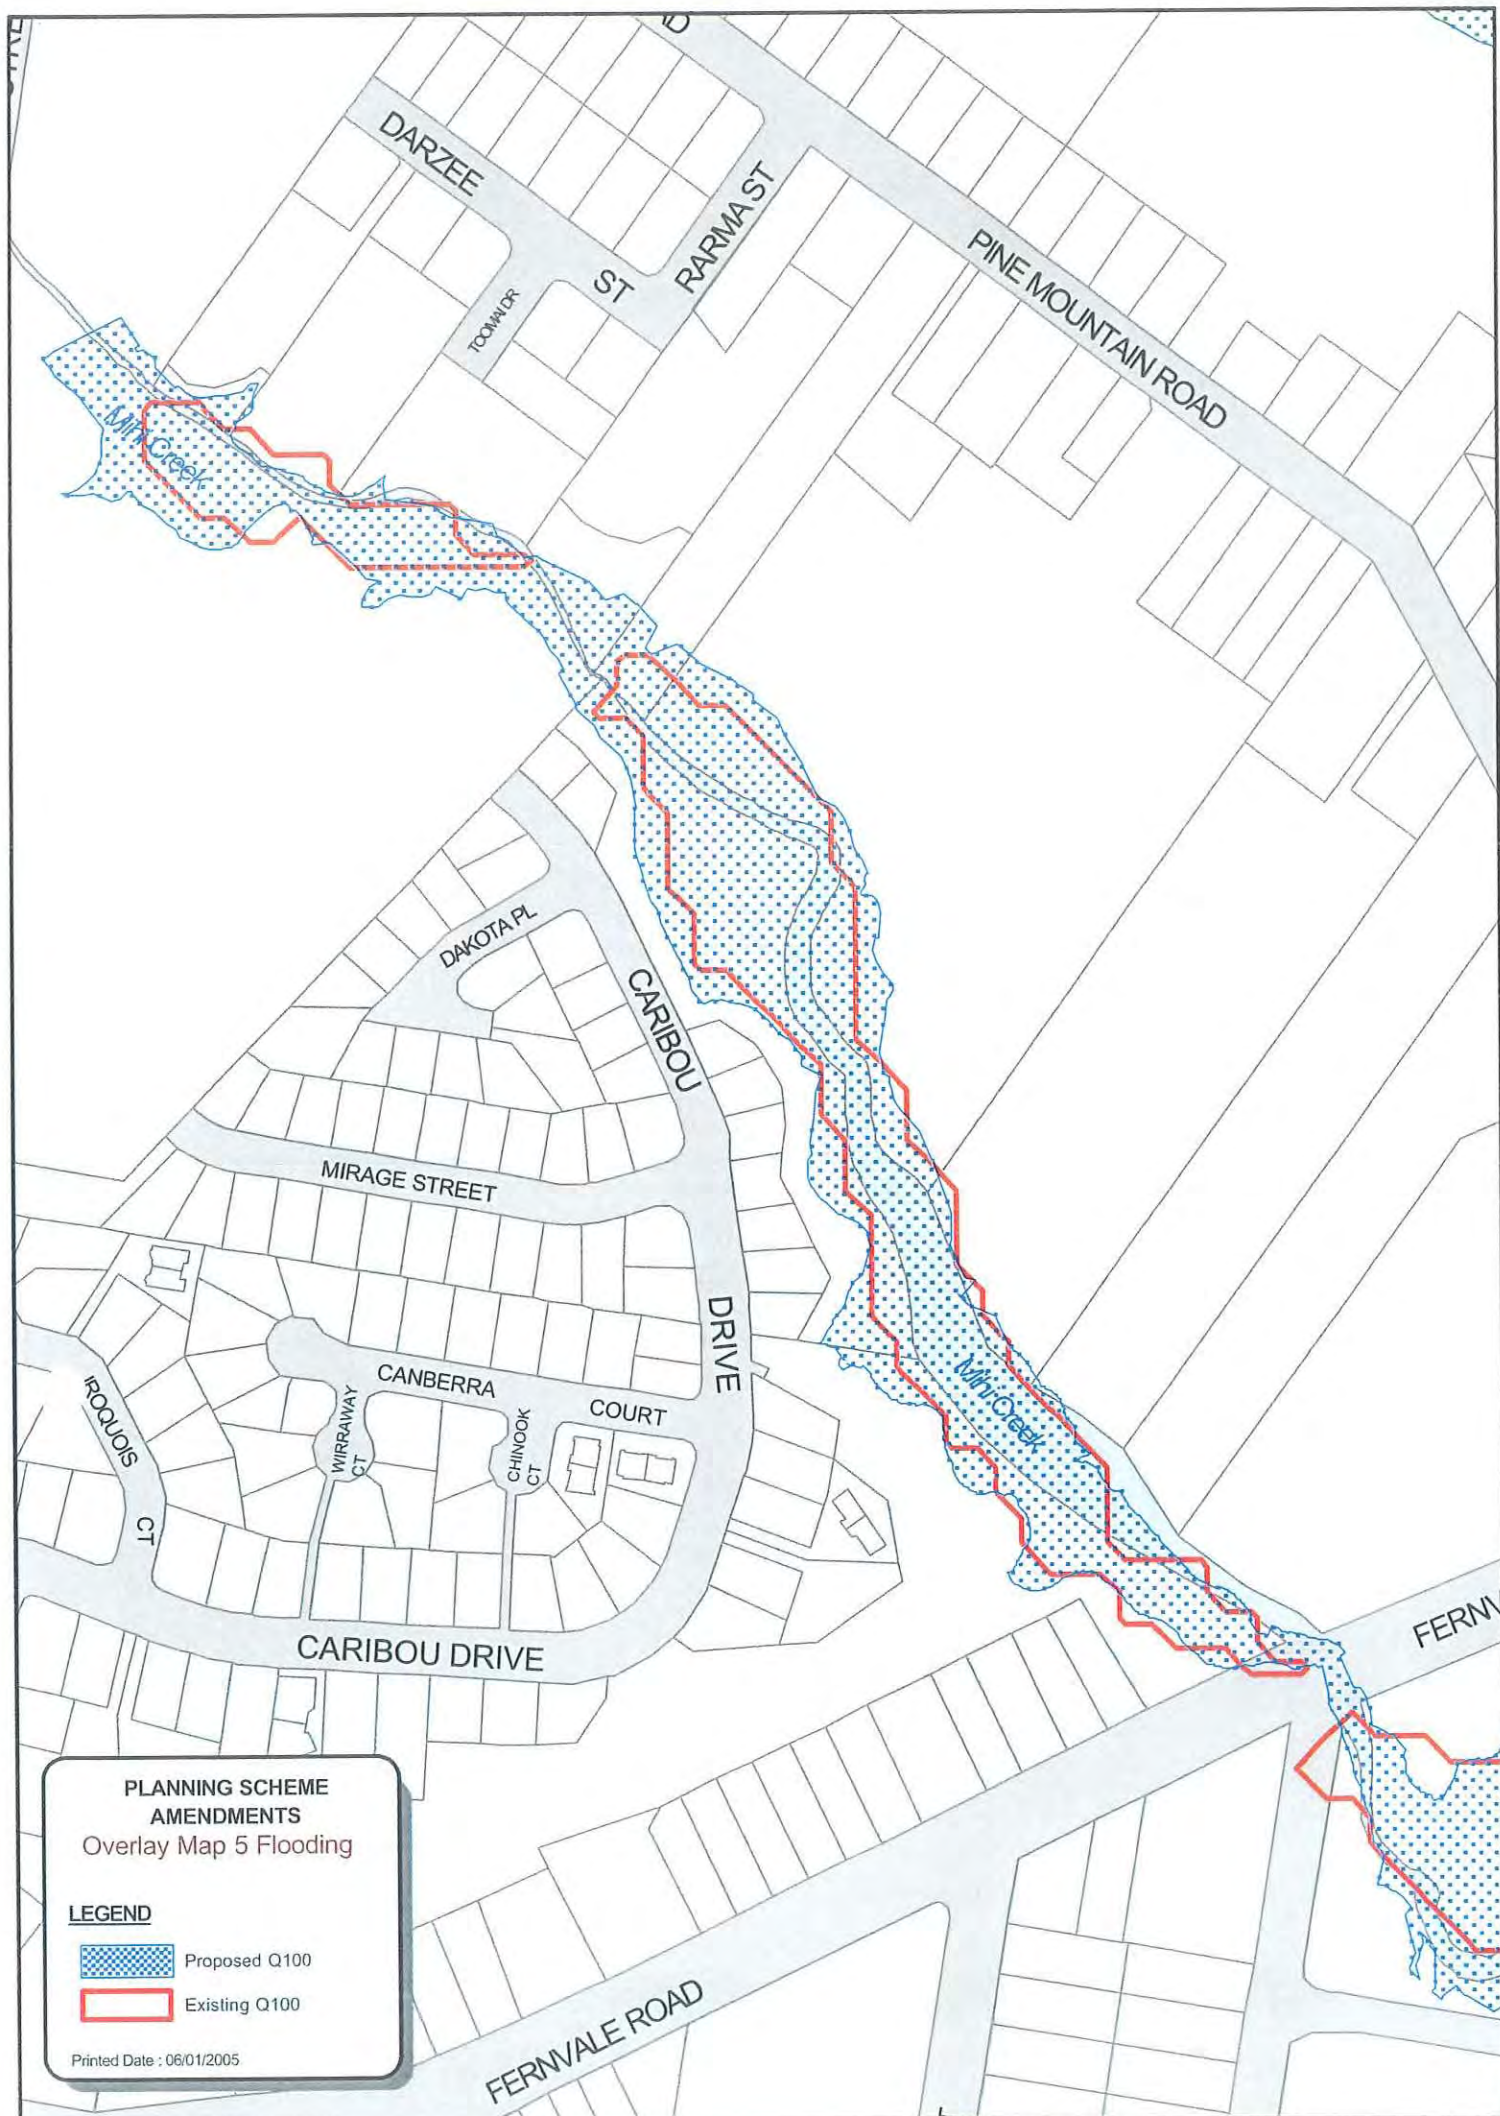 DARZEE
ST
RARMA ST
TOOMAI DR
PINE MOUNTAIN ROAD
Mihi Creek
DAKOTA PL
CARIBOU
DRIVE
MIRAGE STREET
CANBERRA
COURT
WIRRAWAY
CT
CHINOOK
CT
IROQUOIS
CT
CARIBOU DRIVE
Mihi Creek
FERNV
FERNVALE ROAD
PLANNING SCHEME
AMENDMENTS
Overlay Map 5 Flooding
LEGEND
Proposed Q100
Existing Q100
Printed Date : 06/01/2005